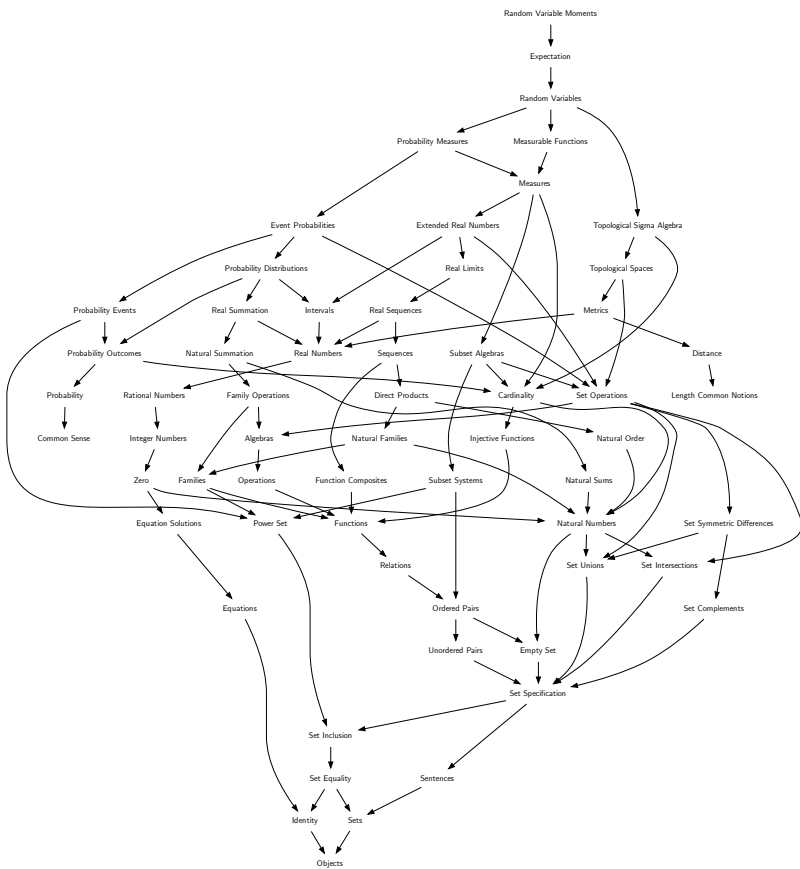 Random Variable Moments
Expectation
Random Variables
Probability Measures
Measurable Functions
Measures
Event Probabilities
Extended Real Numbers
Topological Sigma Algebra
Probability Distributions
Real Limits
Topological Spaces
Probability Events
Real Summation
Intervals
Real Sequences
Metrics
Probability Outcomes
Natural Summation
Real Numbers
Sequences
Subset Algebras
Distance
Probability
Rational Numbers
Family Operations
Direct Products
Cardinality
Set Operations
Length Common Notions
Common Sense
Integer Numbers
Algebras
Natural Families
Injective Functions
Natural Order
Zero
Families
Operations
Function Composites
Subset Systems
Natural Sums
Equation Solutions
Power Set
Functions
Natural Numbers
Set Symmetric Differences
Relations
Set Unions
Set Intersections
Equations
Ordered Pairs
Set Complements
Unordered Pairs
Empty Set
Set Specification
Set Inclusion
Set Equality
Sentences
Identity
Sets
Objects